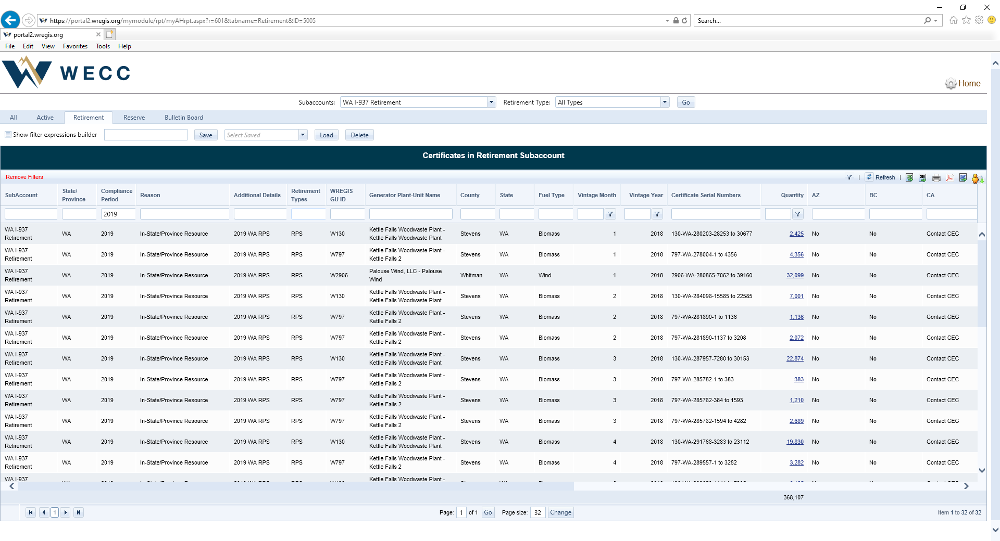 https://portal2.wregis.org/mymodule/rpt/myAHrpt.aspx?r=601&tabname=Retirement&ID=5005
Search...
portal2.wregis.org
File Edit View Favorites Tools Help
WECC
Home
Subaccounts: WA I-937 Retirement Retirement Type: All Types Go
All Active Retirement Reserve Bulletin Board
Show filter expressions builder Save Select Saved Load Delete
Certificates in Retirement Subaccount
Remove Filters | Refresh |
SubAccount State/ Province Compliance Period Reason Additional Details Retirement Types WREGIS GU ID Generator Plant-Unit Name County State Fuel Type Vintage Month Vintage Year Certificate Serial Numbers Quantity AZ BC CA
2019
WA I-937 Retirement WA 2019 In-State/Province Resource 2019 WA RPS RPS W130 Kettle Falls Woodwaste Plant - Kettle Falls Woodwaste Plant Stevens WA Biomass 1 2018 130-WA-280203-28253 to 30677 2,425 No No Contact CEC
WA I-937 Retirement WA 2019 In-State/Province Resource 2019 WA RPS RPS W797 Kettle Falls Woodwaste Plant - Kettle Falls 2 Stevens WA Biomass 1 2018 797-WA-278004-1 to 4356 4,356 No No Contact CEC
WA I-937 Retirement WA 2019 In-State/Province Resource 2019 WA RPS RPS W2906 Palouse Wind, LLC - Palouse Wind Whitman WA Wind 1 2018 2906-WA-280865-7062 to 39160 32,099 No No Contact CEC
WA I-937 Retirement WA 2019 In-State/Province Resource 2019 WA RPS RPS W130 Kettle Falls Woodwaste Plant - Kettle Falls Woodwaste Plant Stevens WA Biomass 2 2018 130-WA-284098-15585 to 22585 7,001 No No Contact CEC
WA I-937 Retirement WA 2019 In-State/Province Resource 2019 WA RPS RPS W797 Kettle Falls Woodwaste Plant - Kettle Falls 2 Stevens WA Biomass 2 2018 797-WA-281890-1 to 1136 1,136 No No Contact CEC
WA I-937 Retirement WA 2019 In-State/Province Resource 2019 WA RPS RPS W797 Kettle Falls Woodwaste Plant - Kettle Falls 2 Stevens WA Biomass 2 2018 797-WA-281890-1137 to 3208 2,072 No No Contact CEC
WA I-937 Retirement WA 2019 In-State/Province Resource 2019 WA RPS RPS W130 Kettle Falls Woodwaste Plant - Kettle Falls Woodwaste Plant Stevens WA Biomass 3 2018 130-WA-287957-7280 to 30153 22,874 No No Contact CEC
WA I-937 Retirement WA 2019 In-State/Province Resource 2019 WA RPS RPS W797 Kettle Falls Woodwaste Plant - Kettle Falls 2 Stevens WA Biomass 3 2018 797-WA-285782-1 to 383 383 No No Contact CEC
WA I-937 Retirement WA 2019 In-State/Province Resource 2019 WA RPS RPS W797 Kettle Falls Woodwaste Plant - Kettle Falls 2 Stevens WA Biomass 3 2018 797-WA-285782-384 to 1593 1,210 No No Contact CEC
WA I-937 Retirement WA 2019 In-State/Province Resource 2019 WA RPS RPS W797 Kettle Falls Woodwaste Plant - Kettle Falls 2 Stevens WA Biomass 3 2018 797-WA-285782-1594 to 4282 2,689 No No Contact CEC
WA I-937 Retirement WA 2019 In-State/Province Resource 2019 WA RPS RPS W130 Kettle Falls Woodwaste Plant - Kettle Falls Woodwaste Plant Stevens WA Biomass 4 2018 130-WA-291768-3283 to 23112 19,830 No No Contact CEC
WA I-937 Retirement WA 2019 In-State/Province Resource 2019 WA RPS RPS W797 Kettle Falls Woodwaste Plant - Kettle Falls 2 Stevens WA Biomass 4 2018 797-WA-289557-1 to 3282 3,282 No No Contact CEC
WA I-937 Kettle Falls Woodwaste Plant -
368,107
1 Page: 1 of 1 Go Page size: 32 Change Item 1 to 32 of 32